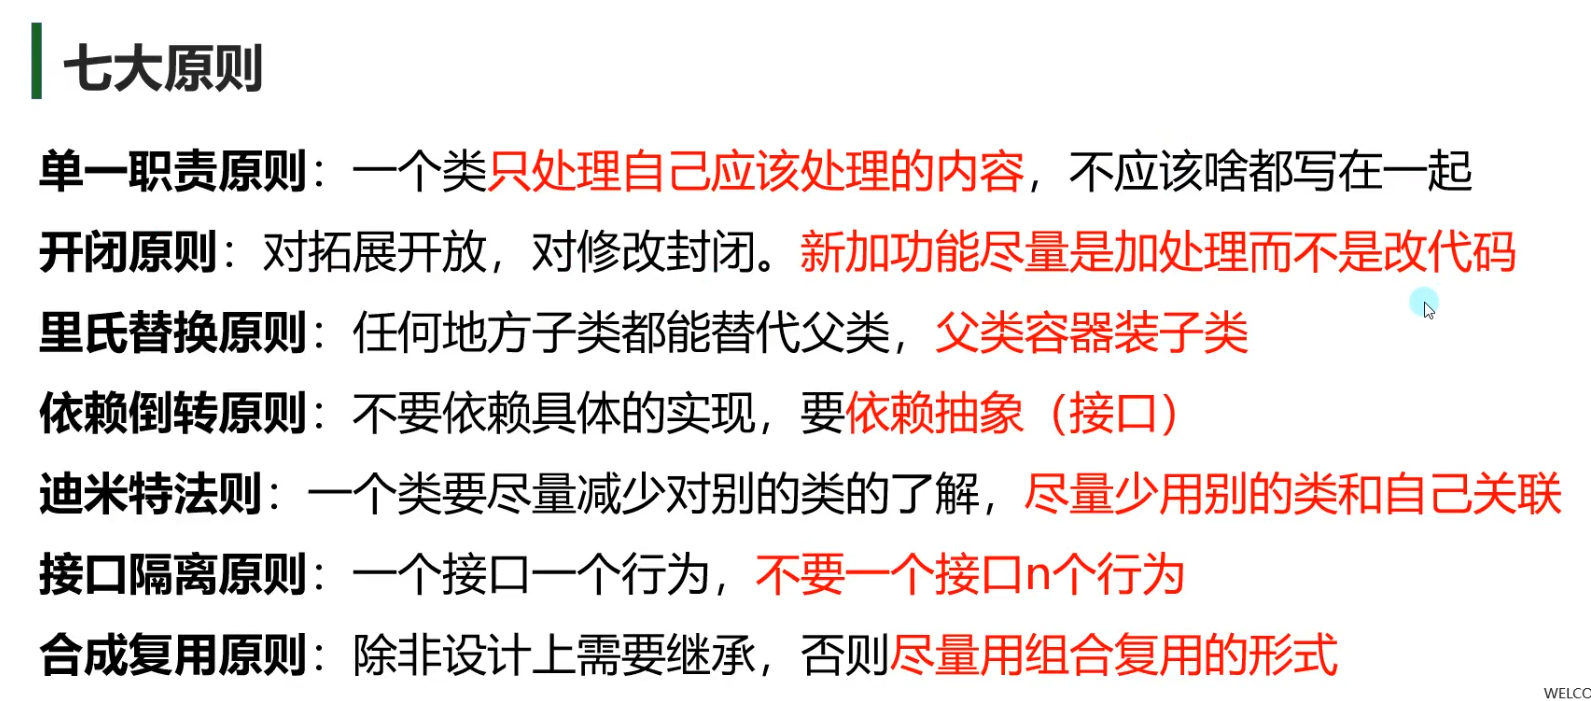 七大原则
单一职责原则：一个类只处理自己应该处理的内容，不应该啥都写在一起
开闭原则：对拓展开放，对修改封闭。新加功能尽量是加处理而不是改代码
里氏替换原则：任何地方子类都能替代父类，父类容器装子类
依赖倒转原则：不要依赖具体的实现，要依赖抽象（接口）
迪米特法则：一个类要尽量减少对别的类的了解，尽量少用别的类和自己关联
接口隔离原则：一个接口一个行为，不要一个接口n个行为
合成复用原则：除非设计上需要继承，否则尽量用组合复用的形式
WELCO